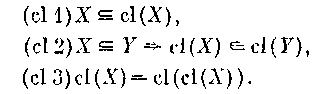 (cl 1) X ⊆ cl(X),
(cl 2) X ⊆ Y ⇒ cl(X) ⊆ cl(Y),
(cl 3) cl(X) = cl(cl(X)).